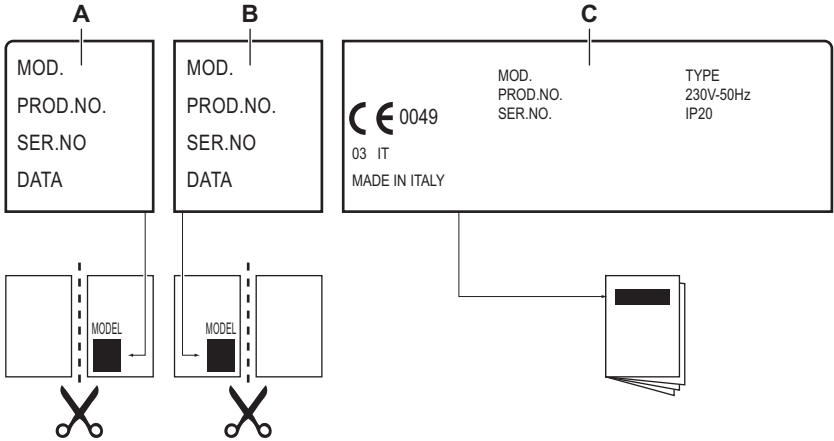 A
B
C
MOD.
PROD.NO.
SER.NO
DATA
MOD.
PROD.NO.
SER.NO
DATA
MOD.
PROD.NO.
SER.NO.
TYPE
230V-50Hz
IP20
CE 0049
03 IT
MADE IN ITALY
MODEL
MODEL